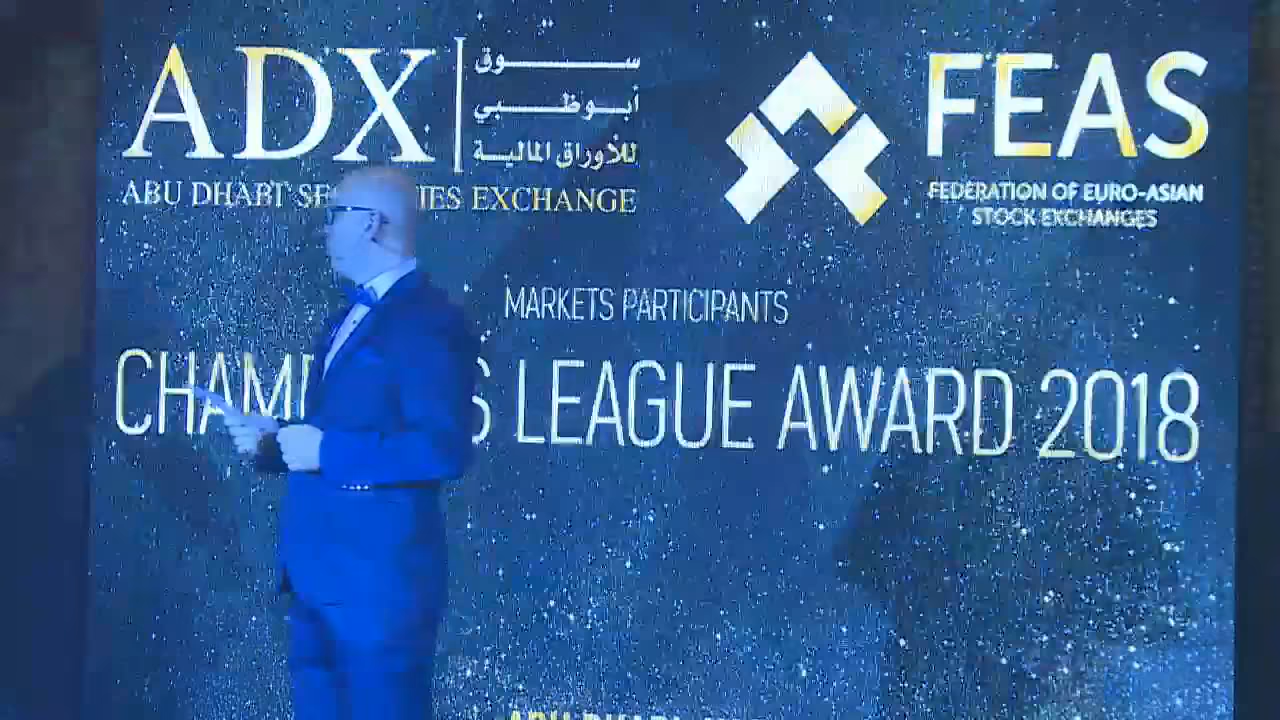 ADX
سوق
أبوظبي
للأوراق المالية
ABU DHABI EXCHANGE
FEAS
FEDERATION OF EURO-ASIAN
STOCK EXCHANGES
MARKETS PARTICIPANTS
LEAGUE AWARD 2018